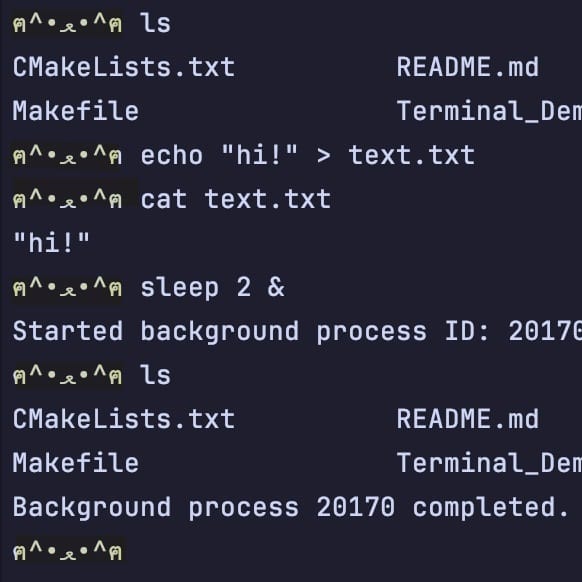 ฅ^•ﻌ•^ฅ ls
CMakeLists.txt README.md
Makefile Terminal_Dem
ฅ^•ﻌ•^ฅ echo "hi!" > text.txt
ฅ^•ﻌ•^ฅ cat text.txt
"hi!"
ฅ^•ﻌ•^ฅ sleep 2 &
Started background process ID: 20170
ฅ^•ﻌ•^ฅ ls
CMakeLists.txt README.md
Makefile Terminal_Dem
Background process 20170 completed.
ฅ^•ﻌ•^ฅ